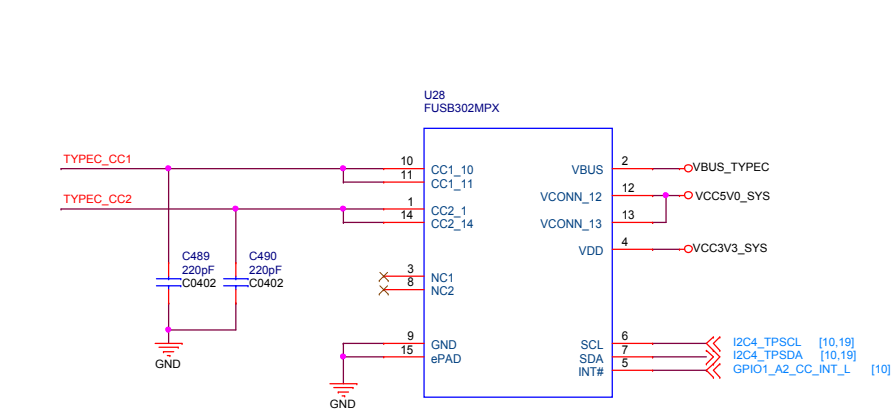 U28
FUSB302MPX
TYPEC_CC1
10 CC1_10
11 CC1_11
TYPEC_CC2
1 CC2_1
14 CC2_14
VBUS 2 VBUS_TYPEC
VCONN_12 12 VCC5V0_SYS
VCONN_13 13
VDD 4 VCC3V3_SYS
C489
220pF
C0402
C490
220pF
C0402
3 NC1
8 NC2
GND
9 GND
15 ePAD
GND
SCL 6 I2C4_TPSCL [10,19]
SDA 7 I2C4_TPSDA [10,19]
INT# 5 GPIO1_A2_CC_INT_L [10]